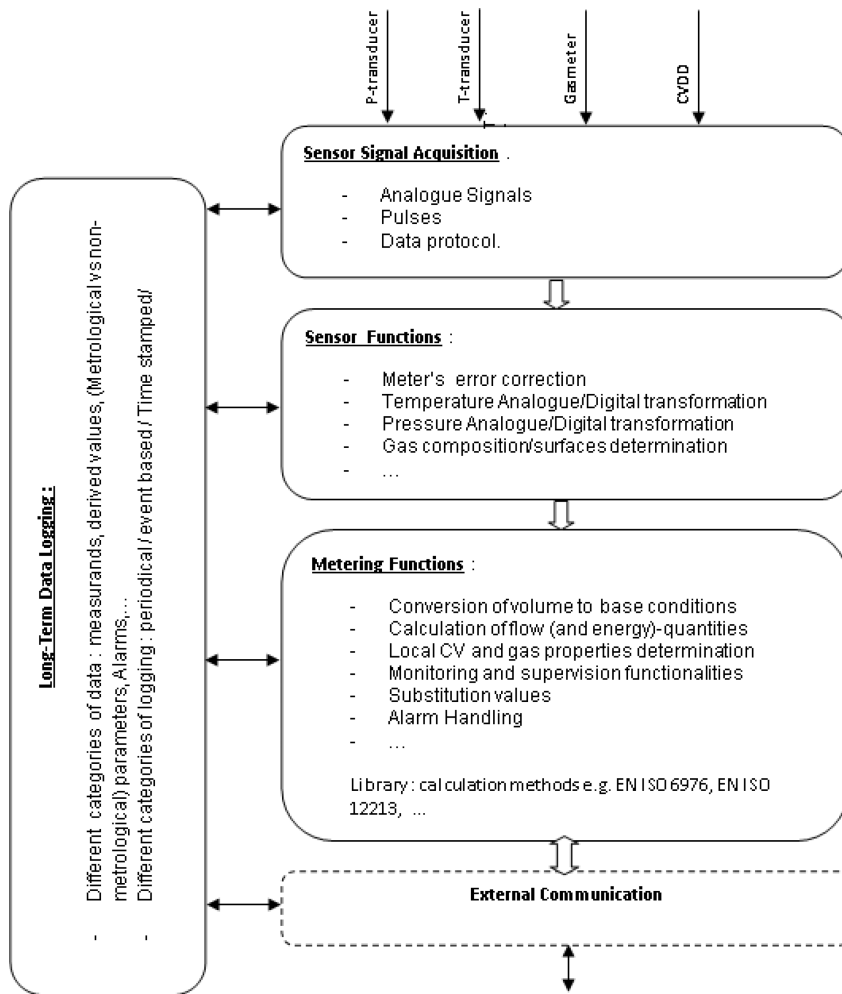 P-transducer
T-transducer
Gasmeter
CVDD
Sensor Signal Acquisition .
- Analogue Signals
- Pulses
- Data protocol.
Sensor Functions :
- Meter's error correction
- Temperature Analogue/Digital transformation
- Pressure Analogue/Digital transformation
- Gas composition/surfaces determination
- ...
Metering Functions :
- Conversion of volume to base conditions
- Calculation of flow (and energy)-quantities
- Local CV and gas properties determination
- Monitoring and supervision functionalities
- Substitution values
- Alarm Handling
- ...
Library : calculation methods e.g. EN ISO 6976, EN ISO
12213, ...
External Communication
Long-Term Data Logging :
- Different categories of data : measurands, derived values, (Metrological vs non-
metrological) parameters, Alarms,...
- Different categories of logging : periodical / event based / Time stamped/